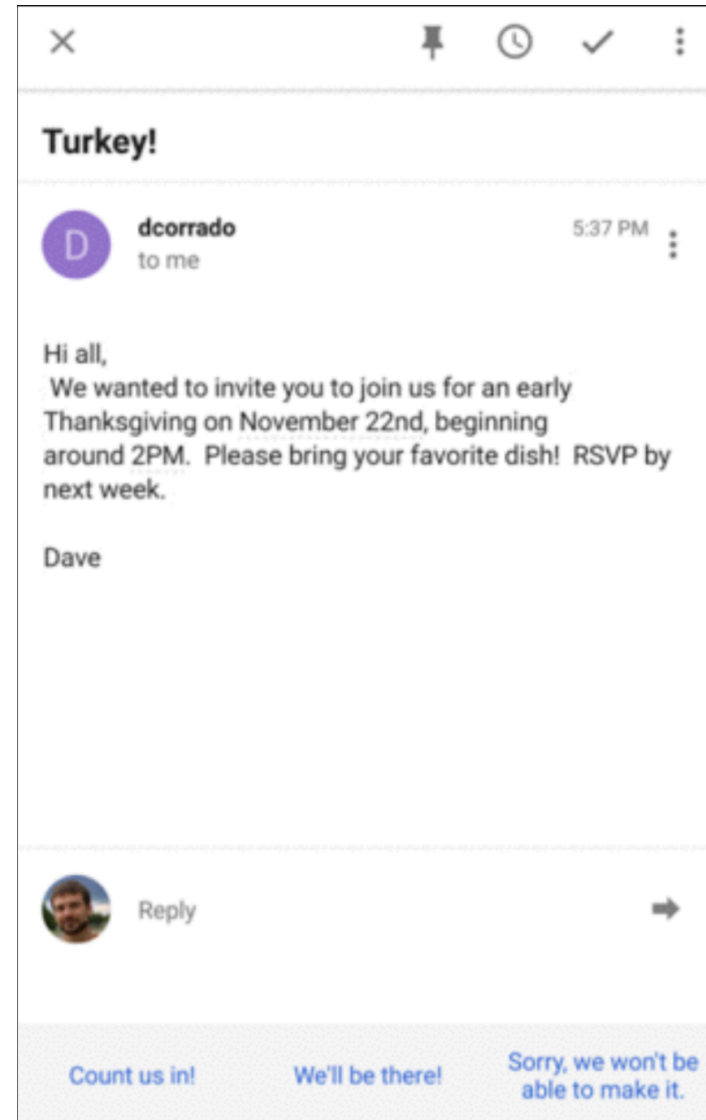 Turkey!
D
dcorrado
5:37 PM
to me
Hi all,
We wanted to invite you to join us for an early
Thanksgiving on November 22nd, beginning
around 2PM.  Please bring your favorite dish!  RSVP by
next week.
Dave
Reply
Count us in!
We'll be there!
Sorry, we won't be
able to make it.